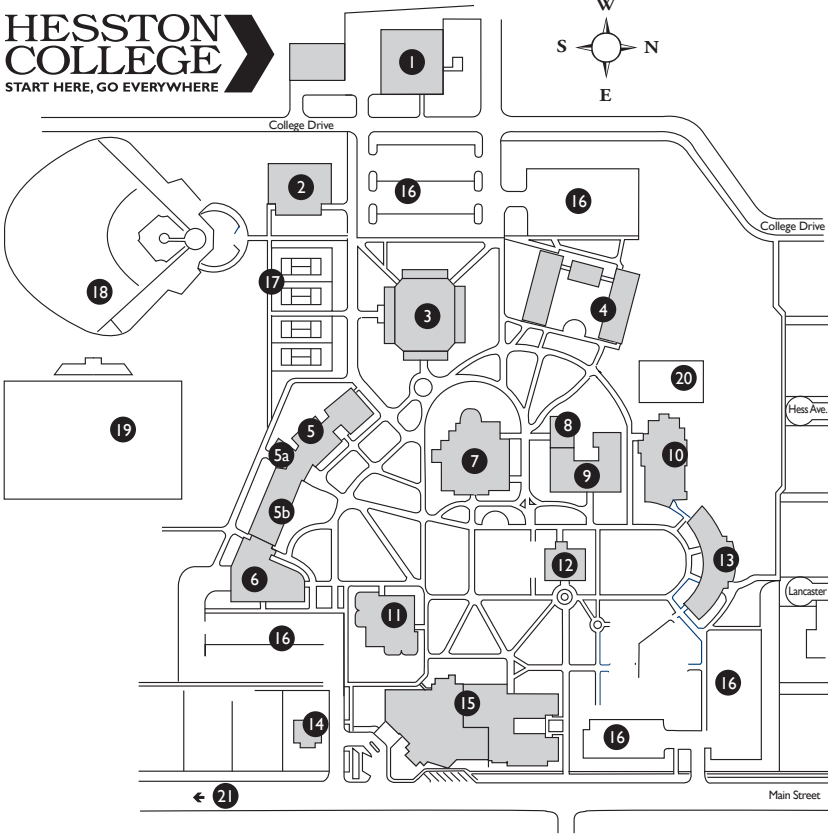 HESSTON
COLLEGE
START HERE, GO EVERYWHERE
W
S N
E
1
College Drive
2
16
16
College Drive
17
18
3
4
20
Hess Ave.
19
5
8
5a
7
10
9
5b
12
13
6
Lancaster
11
16
16
15
14
16
21
Main Street